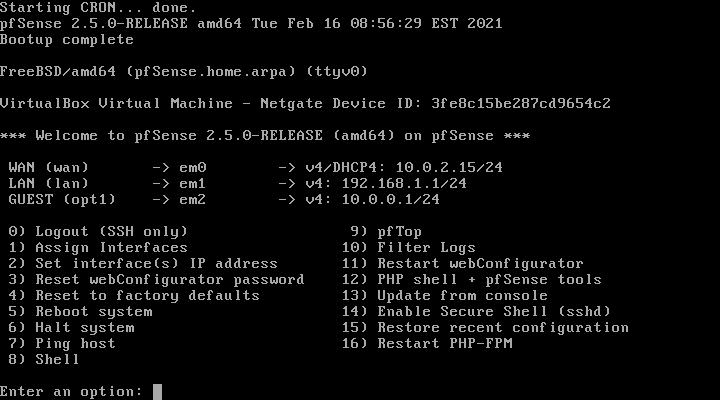 Starting CRON... done.
pfSense 2.5.0-RELEASE amd64 Tue Feb 16 08:56:29 EST 2021
Bootup complete
FreeBSD/amd64 (pfSense.home.arpa) (ttyv0)
VirtualBox Virtual Machine - Netgate Device ID: 3fe8c15be287cd9654c2
*** Welcome to pfSense 2.5.0-RELEASE (amd64) on pfSense ***
WAN (wan)       -> em0        -> v4/DHCP4: 10.0.2.15/24
LAN (lan)       -> em1        -> v4: 192.168.1.1/24
GUEST (opt1)    -> em2        -> v4: 10.0.0.1/24
0) Logout (SSH only)                  9) pfTop
1) Assign Interfaces                 10) Filter Logs
2) Set interface(s) IP address       11) Restart webConfigurator
3) Reset webConfigurator password    12) PHP shell + pfSense tools
4) Reset to factory defaults         13) Update from console
5) Reboot system                     14) Enable Secure Shell (sshd)
6) Halt system                       15) Restore recent configuration
7) Ping host                         16) Restart PHP-FPM
8) Shell
Enter an option: